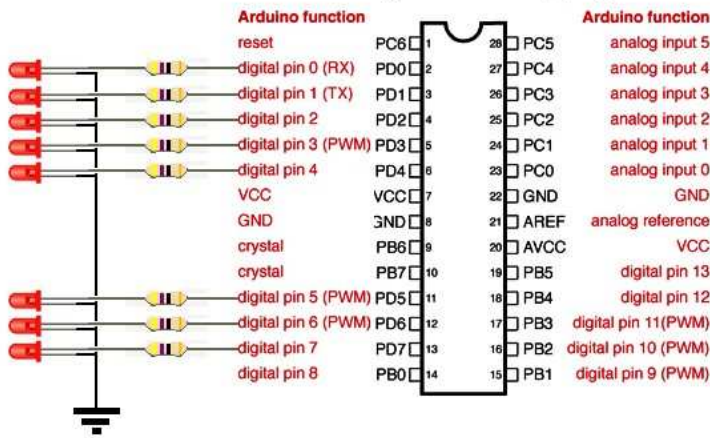 Arduino function Arduino function
reset PC6 1 28 PC5 analog input 5
digital pin 0 (RX) PD0 2 27 PC4 analog input 4
digital pin 1 (TX) PD1 3 26 PC3 analog input 3
digital pin 2 PD2 4 25 PC2 analog input 2
digital pin 3 (PWM) PD3 5 24 PC1 analog input 1
digital pin 4 PD4 6 23 PC0 analog input 0
VCC VCC 7 22 GND GND
GND GND 8 21 AREF analog reference
crystal PB6 9 20 AVCC VCC
crystal PB7 10 19 PB5 digital pin 13
digital pin 5 (PWM) PD5 11 18 PB4 digital pin 12
digital pin 6 (PWM) PD6 12 17 PB3 digital pin 11(PWM)
digital pin 7 PD7 13 16 PB2 digital pin 10 (PWM)
digital pin 8 PB0 14 15 PB1 digital pin 9 (PWM)